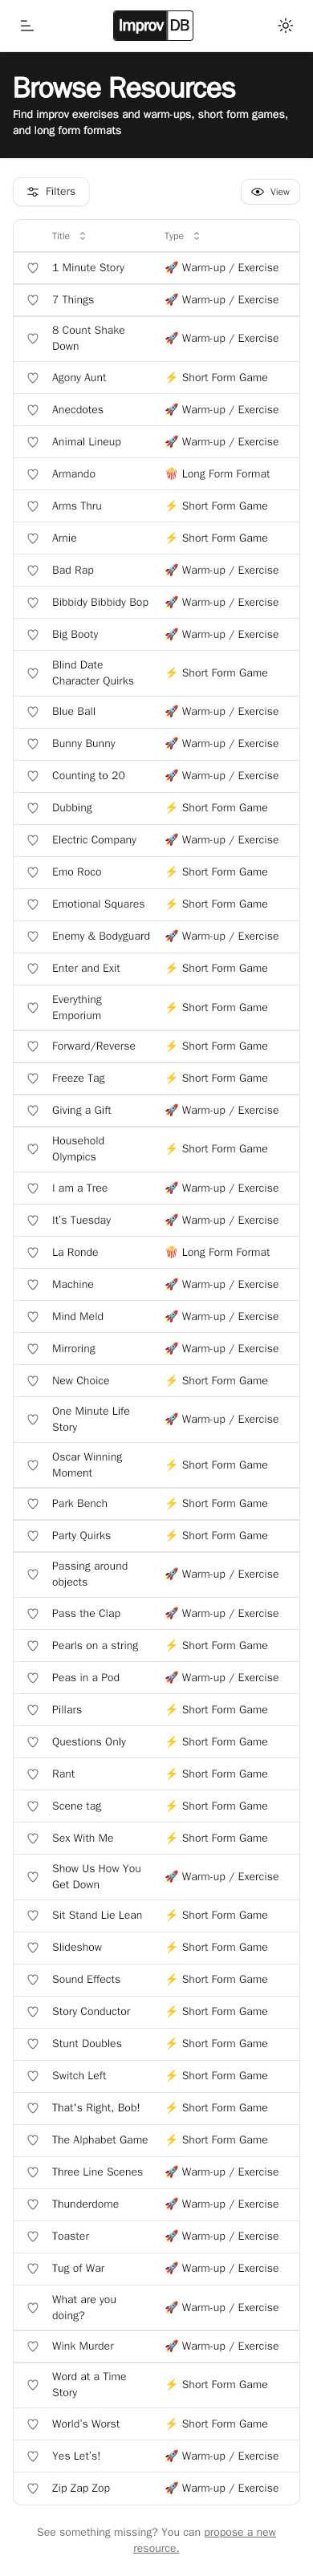 Improv DB
Browse Resources
Find improv exercises and warm-ups, short form games,
and long form formats
Filters
View
Title Type
1 Minute Story 🚀 Warm-up / Exercise
7 Things 🚀 Warm-up / Exercise
8 Count Shake
Down 🚀 Warm-up / Exercise
Agony Aunt ⚡ Short Form Game
Anecdotes 🚀 Warm-up / Exercise
Animal Lineup 🚀 Warm-up / Exercise
Armando 🍿 Long Form Format
Arms Thru ⚡ Short Form Game
Arnie ⚡ Short Form Game
Bad Rap 🚀 Warm-up / Exercise
Bibbidy Bibbidy Bop 🚀 Warm-up / Exercise
Big Booty 🚀 Warm-up / Exercise
Blind Date
Character Quirks ⚡ Short Form Game
Blue Ball 🚀 Warm-up / Exercise
Bunny Bunny 🚀 Warm-up / Exercise
Counting to 20 🚀 Warm-up / Exercise
Dubbing ⚡ Short Form Game
Electric Company 🚀 Warm-up / Exercise
Emo Roco ⚡ Short Form Game
Emotional Squares ⚡ Short Form Game
Enemy & Bodyguard 🚀 Warm-up / Exercise
Enter and Exit ⚡ Short Form Game
Everything
Emporium ⚡ Short Form Game
Forward/Reverse ⚡ Short Form Game
Freeze Tag ⚡ Short Form Game
Giving a Gift 🚀 Warm-up / Exercise
Household
Olympics ⚡ Short Form Game
I am a Tree 🚀 Warm-up / Exercise
It's Tuesday 🚀 Warm-up / Exercise
La Ronde 🍿 Long Form Format
Machine 🚀 Warm-up / Exercise
Mind Meld 🚀 Warm-up / Exercise
Mirroring 🚀 Warm-up / Exercise
New Choice ⚡ Short Form Game
One Minute Life
Story 🚀 Warm-up / Exercise
Oscar Winning
Moment ⚡ Short Form Game
Park Bench ⚡ Short Form Game
Party Quirks ⚡ Short Form Game
Passing around
objects 🚀 Warm-up / Exercise
Pass the Clap 🚀 Warm-up / Exercise
Pearls on a string ⚡ Short Form Game
Peas in a Pod 🚀 Warm-up / Exercise
Pillars ⚡ Short Form Game
Questions Only ⚡ Short Form Game
Rant ⚡ Short Form Game
Scene tag ⚡ Short Form Game
Sex With Me ⚡ Short Form Game
Show Us How You
Get Down 🚀 Warm-up / Exercise
Sit Stand Lie Lean ⚡ Short Form Game
Slideshow ⚡ Short Form Game
Sound Effects ⚡ Short Form Game
Story Conductor ⚡ Short Form Game
Stunt Doubles ⚡ Short Form Game
Switch Left ⚡ Short Form Game
That's Right, Bob! ⚡ Short Form Game
The Alphabet Game ⚡ Short Form Game
Three Line Scenes 🚀 Warm-up / Exercise
Thunderdome 🚀 Warm-up / Exercise
Toaster 🚀 Warm-up / Exercise
Tug of War 🚀 Warm-up / Exercise
What are you
doing? 🚀 Warm-up / Exercise
Wink Murder 🚀 Warm-up / Exercise
Word at a Time
Story ⚡ Short Form Game
World's Worst ⚡ Short Form Game
Yes Let's! 🚀 Warm-up / Exercise
Zip Zap Zop 🚀 Warm-up / Exercise
See something missing? You can propose a new
resource.